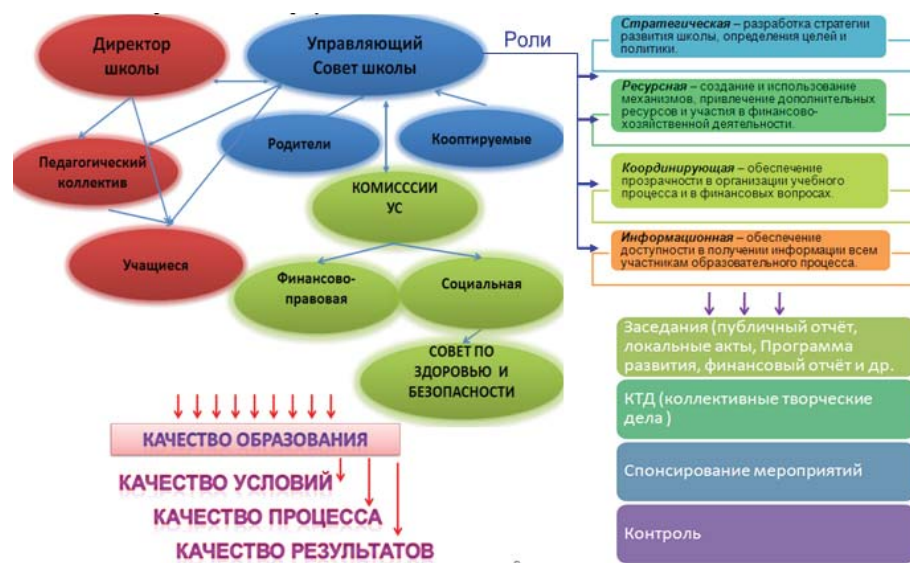 Директор
школы
Управляющий
Совет школы
Роли
Родители
Кооптируемые
Педагогический
коллектив
КОМИСССИИ
УС
Учащиеся
Финансово-
правовая
Социальная
СОВЕТ ПО
ЗДОРОВЬЮ И
БЕЗОПАСНОСТИ
КАЧЕСТВО ОБРАЗОВАНИЯ
КАЧЕСТВО УСЛОВИЙ
КАЧЕСТВО ПРОЦЕССА
КАЧЕСТВО РЕЗУЛЬТАТОВ
Стратегическая – разработка стратегии
развития школы, определения целей и
политики.
Ресурсная – создание и использование
механизмов, привлечение дополнительных
ресурсов и участия в финансово-
хозяйственной деятельности.
Координирующая – обеспечение
прозрачности в организации учебного
процесса и в финансовых вопросах.
Информационная – обеспечение
доступности в получении информации всем
участникам образовательного процесса.
Заседания (публичный отчёт,
локальные акты, Программа
развития, финансовый отчёт и др.
КТД (коллективные творческие
дела )
Спонсирование мероприятий
Контроль